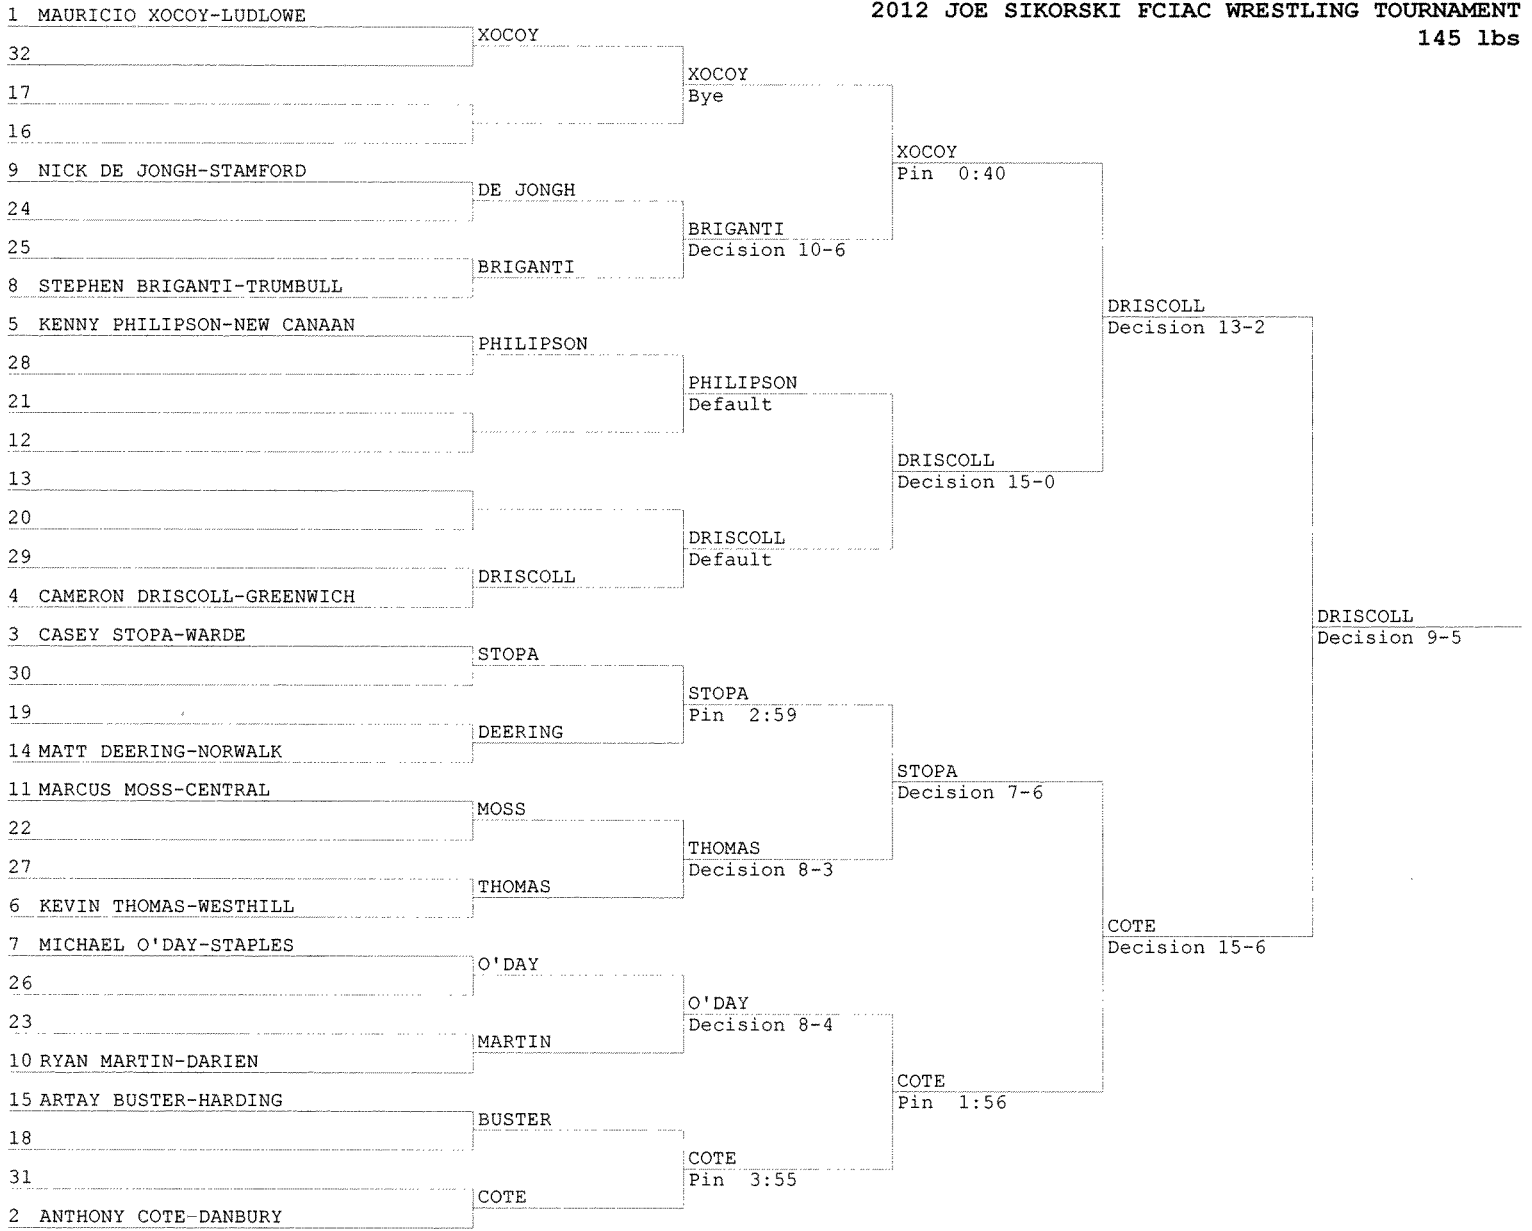 2012 JOE SIKORSKI FCIAC WRESTLING TOURNAMENT
145 lbs
1 MAURICIO XOCOY-LUDLOWE
32
17
16
9 NICK DE JONGH-STAMFORD
24
25
8 STEPHEN BRIGANTI-TRUMBULL
5 KENNY PHILIPSON-NEW CANAAN
28
21
12
13
20
29
4 CAMERON DRISCOLL-GREENWICH
3 CASEY STOPA-WARDE
30
19
14 MATT DEERING-NORWALK
11 MARCUS MOSS-CENTRAL
22
27
6 KEVIN THOMAS-WESTHILL
7 MICHAEL O'DAY-STAPLES
26
23
10 RYAN MARTIN-DARIEN
15 ARTAY BUSTER-HARDING
18
31
2 ANTHONY COTE-DANBURY
XOCOY
DE JONGH
BRIGANTI
PHILIPSON
DRISCOLL
STOPA
DEERING
MOSS
THOMAS
O'DAY
MARTIN
BUSTER
COTE
XOCOY
Bye
BRIGANTI
Decision 10-6
PHILIPSON
Default
DRISCOLL
Default
STOPA
Pin 2:59
THOMAS
Decision 8-3
O'DAY
Decision 8-4
COTE
Pin 3:55
XOCOY
Pin 0:40
DRISCOLL
Decision 15-0
STOPA
Decision 7-6
COTE
Pin 1:56
DRISCOLL
Decision 13-2
COTE
Decision 15-6
DRISCOLL
Decision 9-5